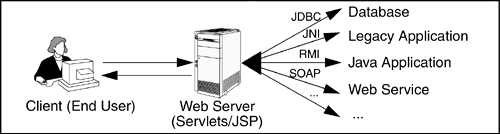 JDBC
Database
JNI
Legacy Application
RMI
Java Application
SOAP
Web Service
...
...
Client (End User)
Web Server
(Servlets/JSP)